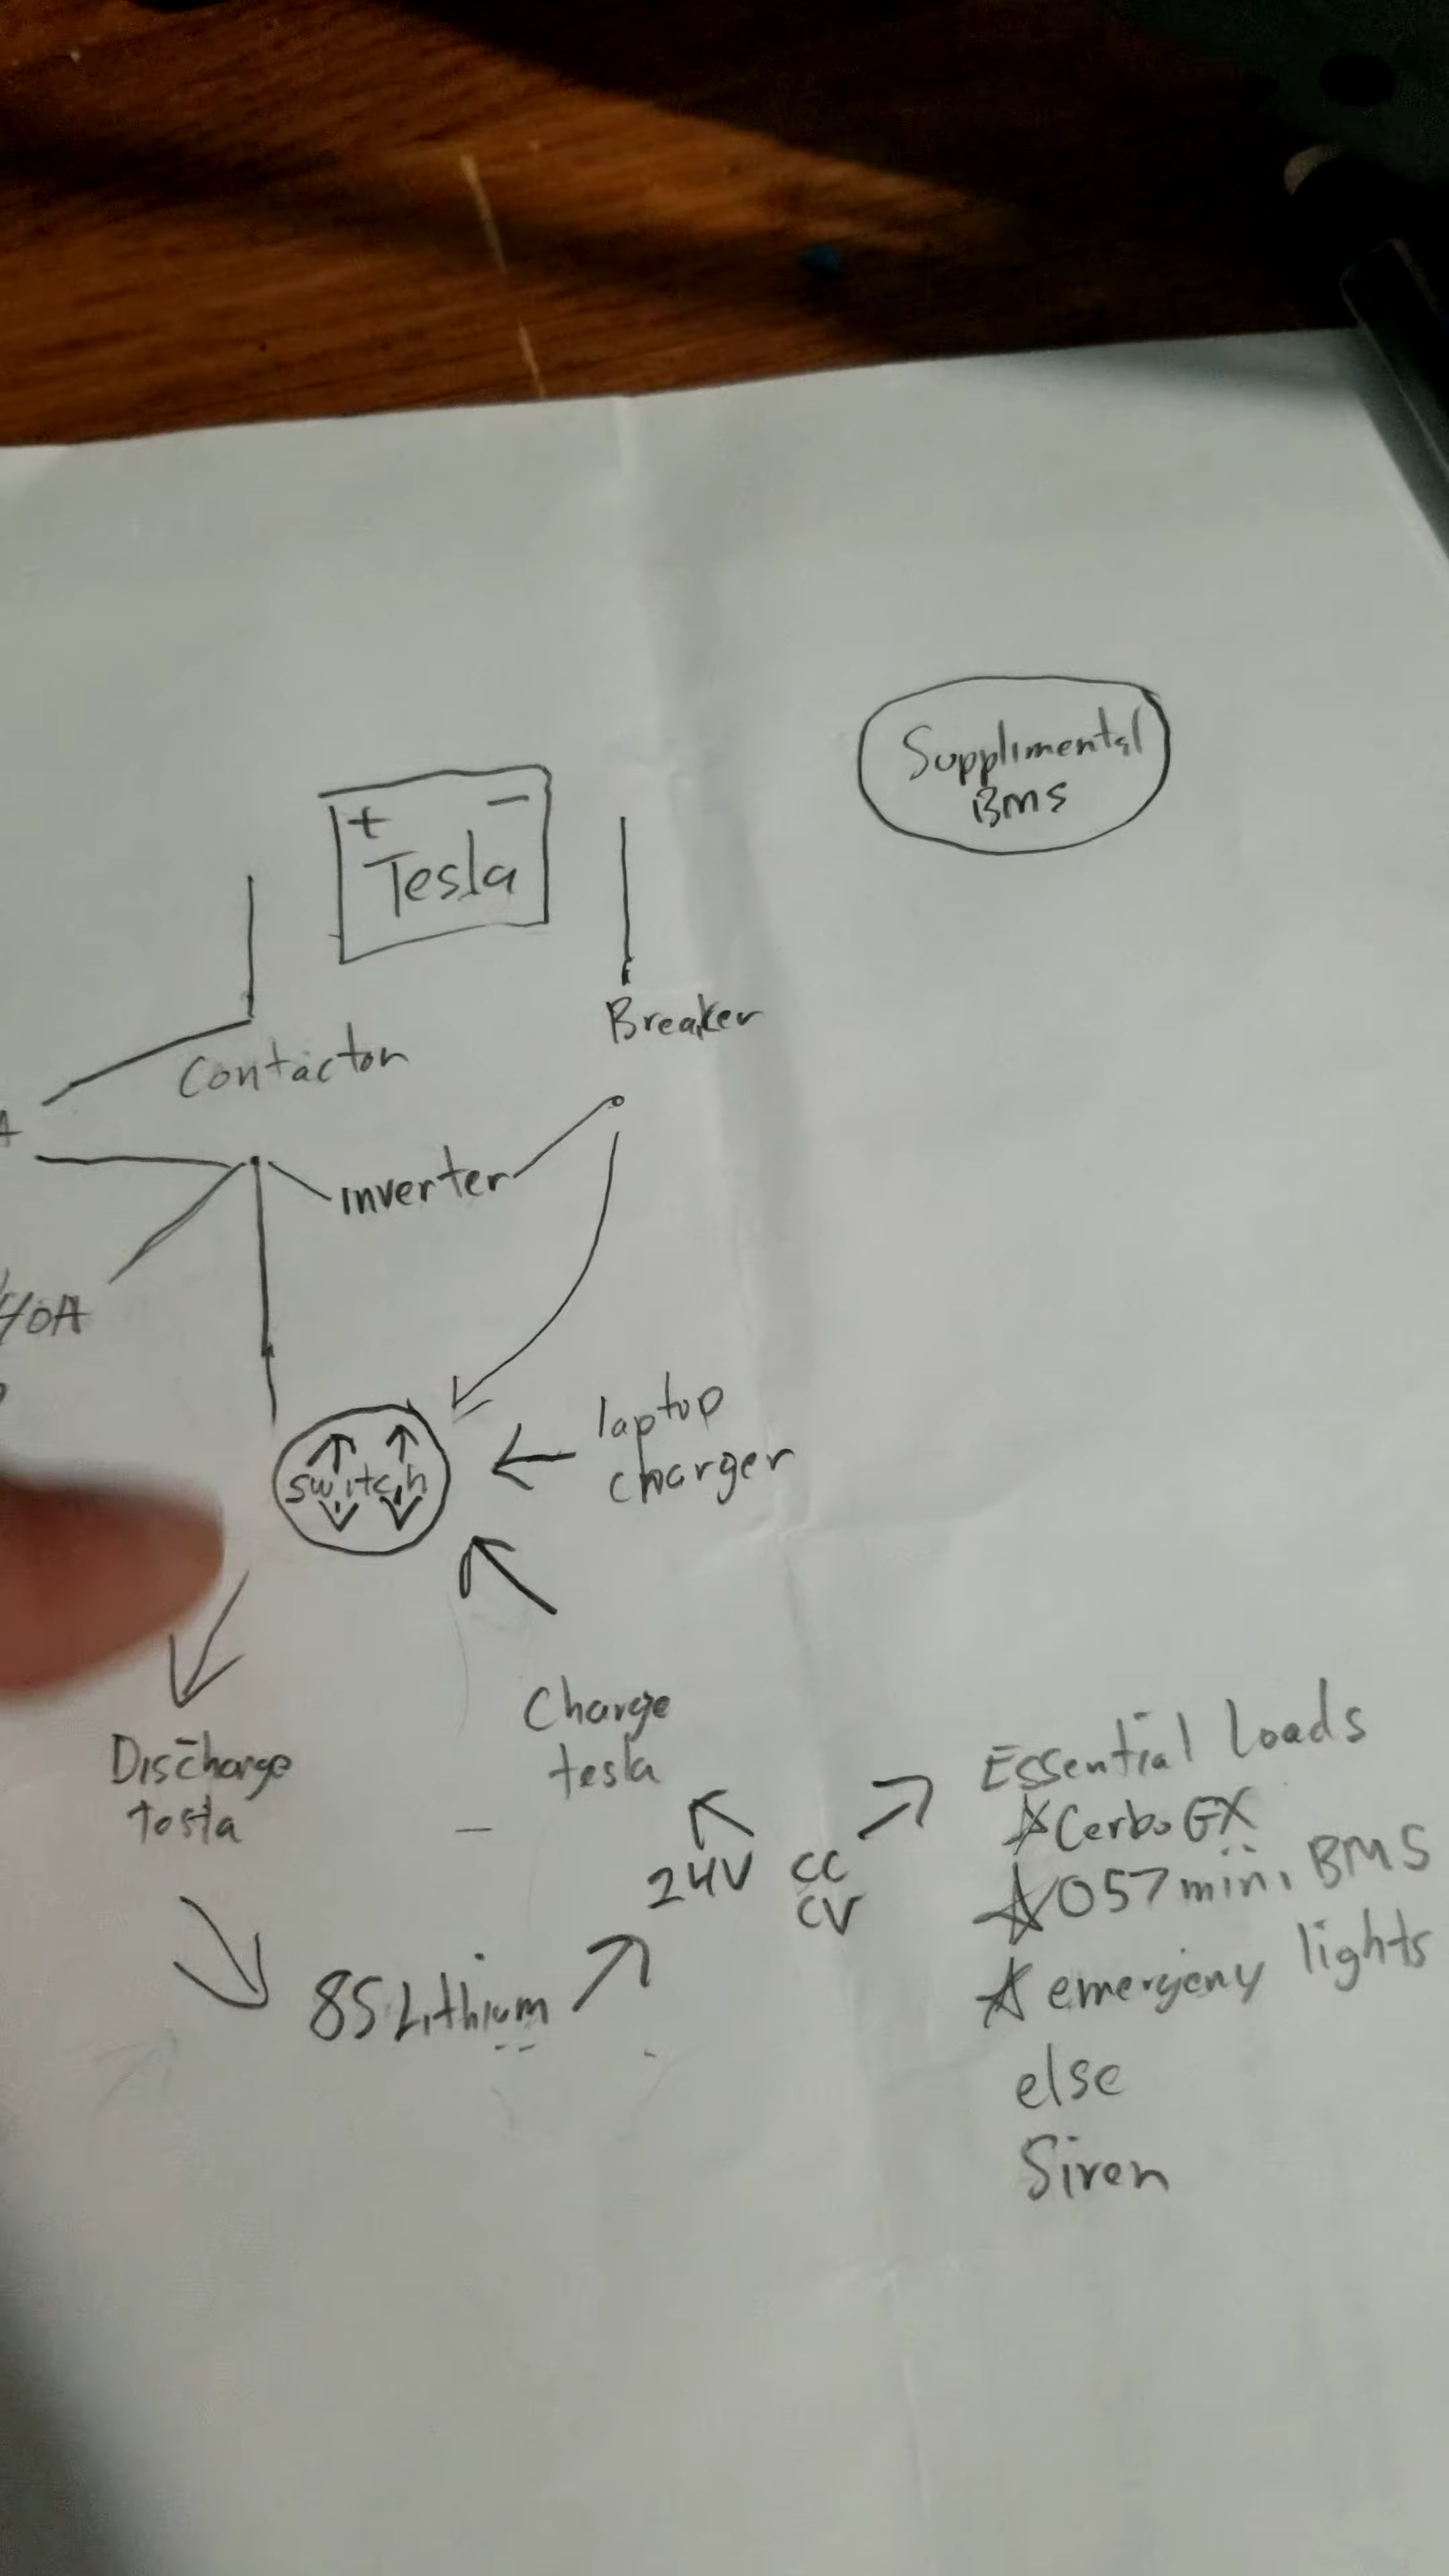 Supplimental
BMS
+ -
Tesla
Breaker
Contactor
inverter
40A
laptop
charger
switch
Charge
tesla
Discharge
tesla
Essential Loads
Cerbo GX
057 mini BMS
emergeny lights
else
Siren
24V CC
CV
8S Lithium